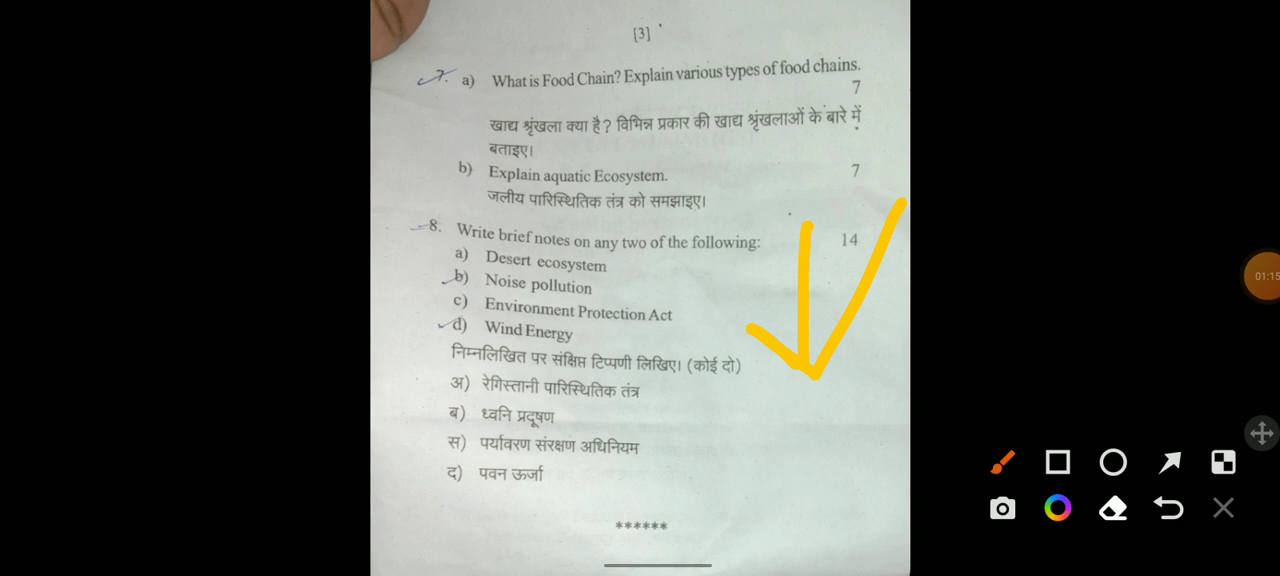 [3]
7. a) What is Food Chain? Explain various types of food chains.
7
खाद्य श्रृंखला क्या है? विभिन्न प्रकार की खाद्य श्रृंखलाओं के बारे में
बताइए।
b) Explain aquatic Ecosystem. 7
जलीय पारिस्थितिक तंत्र को समझाइए।
8. Write brief notes on any two of the following: 14
a) Desert ecosystem
b) Noise pollution
c) Environment Protection Act
d) Wind Energy
निम्नलिखित पर संक्षिप्त टिप्पणी लिखिए। (कोई दो)
अ) रेगिस्तानी पारिस्थितिक तंत्र
ब) ध्वनि प्रदूषण
स) पर्यावरण संरक्षण अधिनियम
द) पवन ऊर्जा
******
01:15